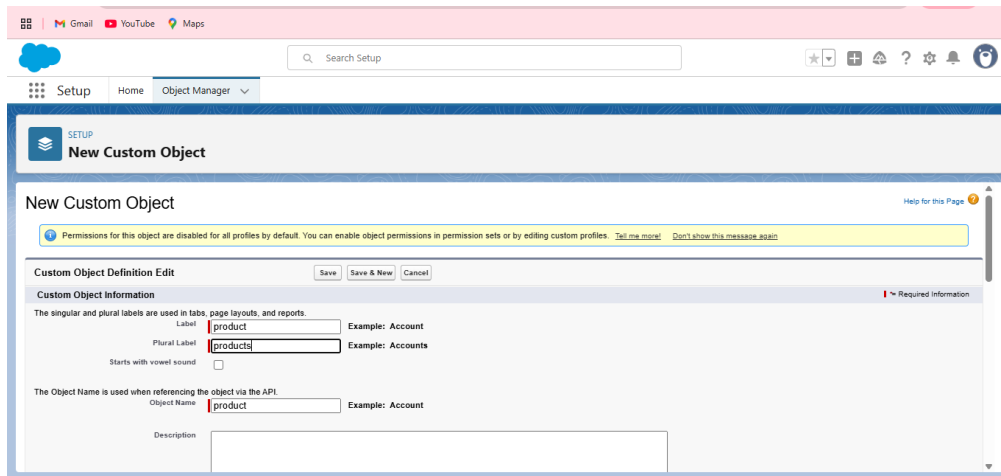 Gmail YouTube Maps
Search Setup
Setup Home Object Manager
SETUP
New Custom Object
New Custom Object
Help for this Page
Permissions for this object are disabled for all profiles by default. You can enable object permissions in permission sets or by editing custom profiles. Tell me more! Don't show this message again
Custom Object Definition Edit Save Save & New Cancel
Custom Object Information = Required Information
The singular and plural labels are used in tabs, page layouts, and reports.
Label product Example: Account
Plural Label products Example: Accounts
Starts with vowel sound
The Object Name is used when referencing the object via the API.
Object Name product Example: Account
Description